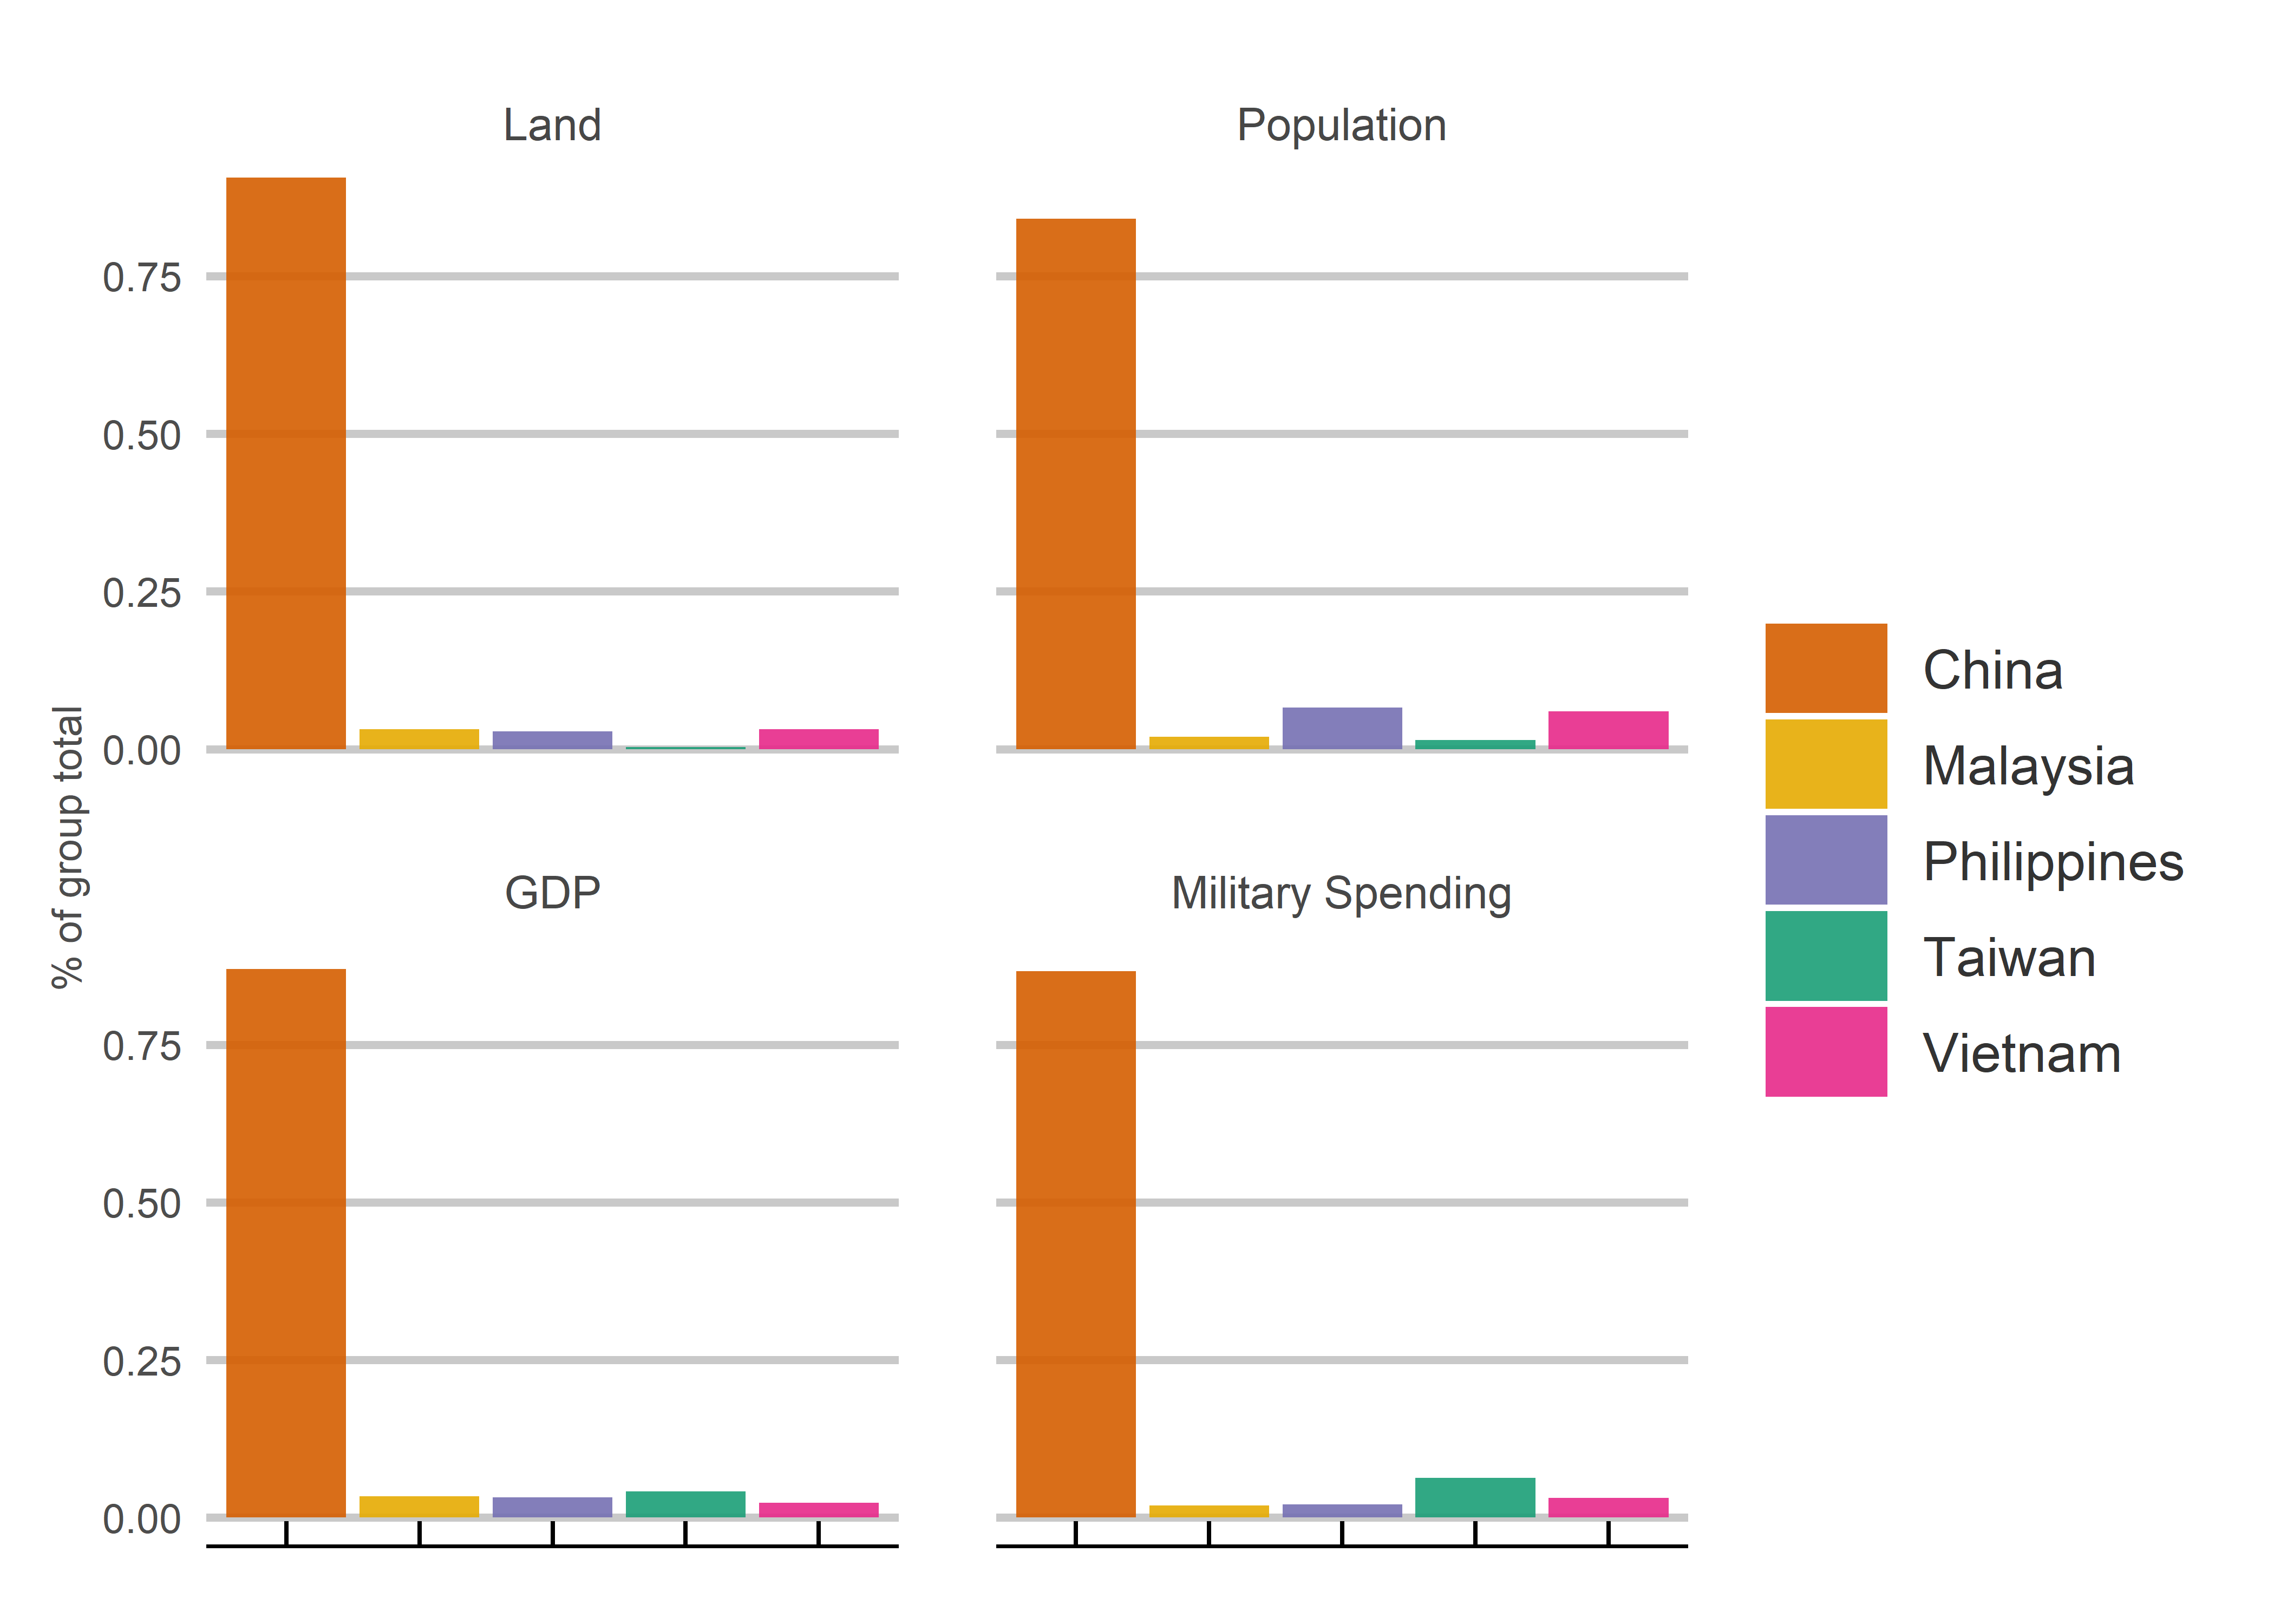 Land
Population
0.75
0.50
0.25
0.00
% of group total
GDP
Military Spending
0.75
0.50
0.25
0.00
China
Malaysia
Philippines
Taiwan
Vietnam